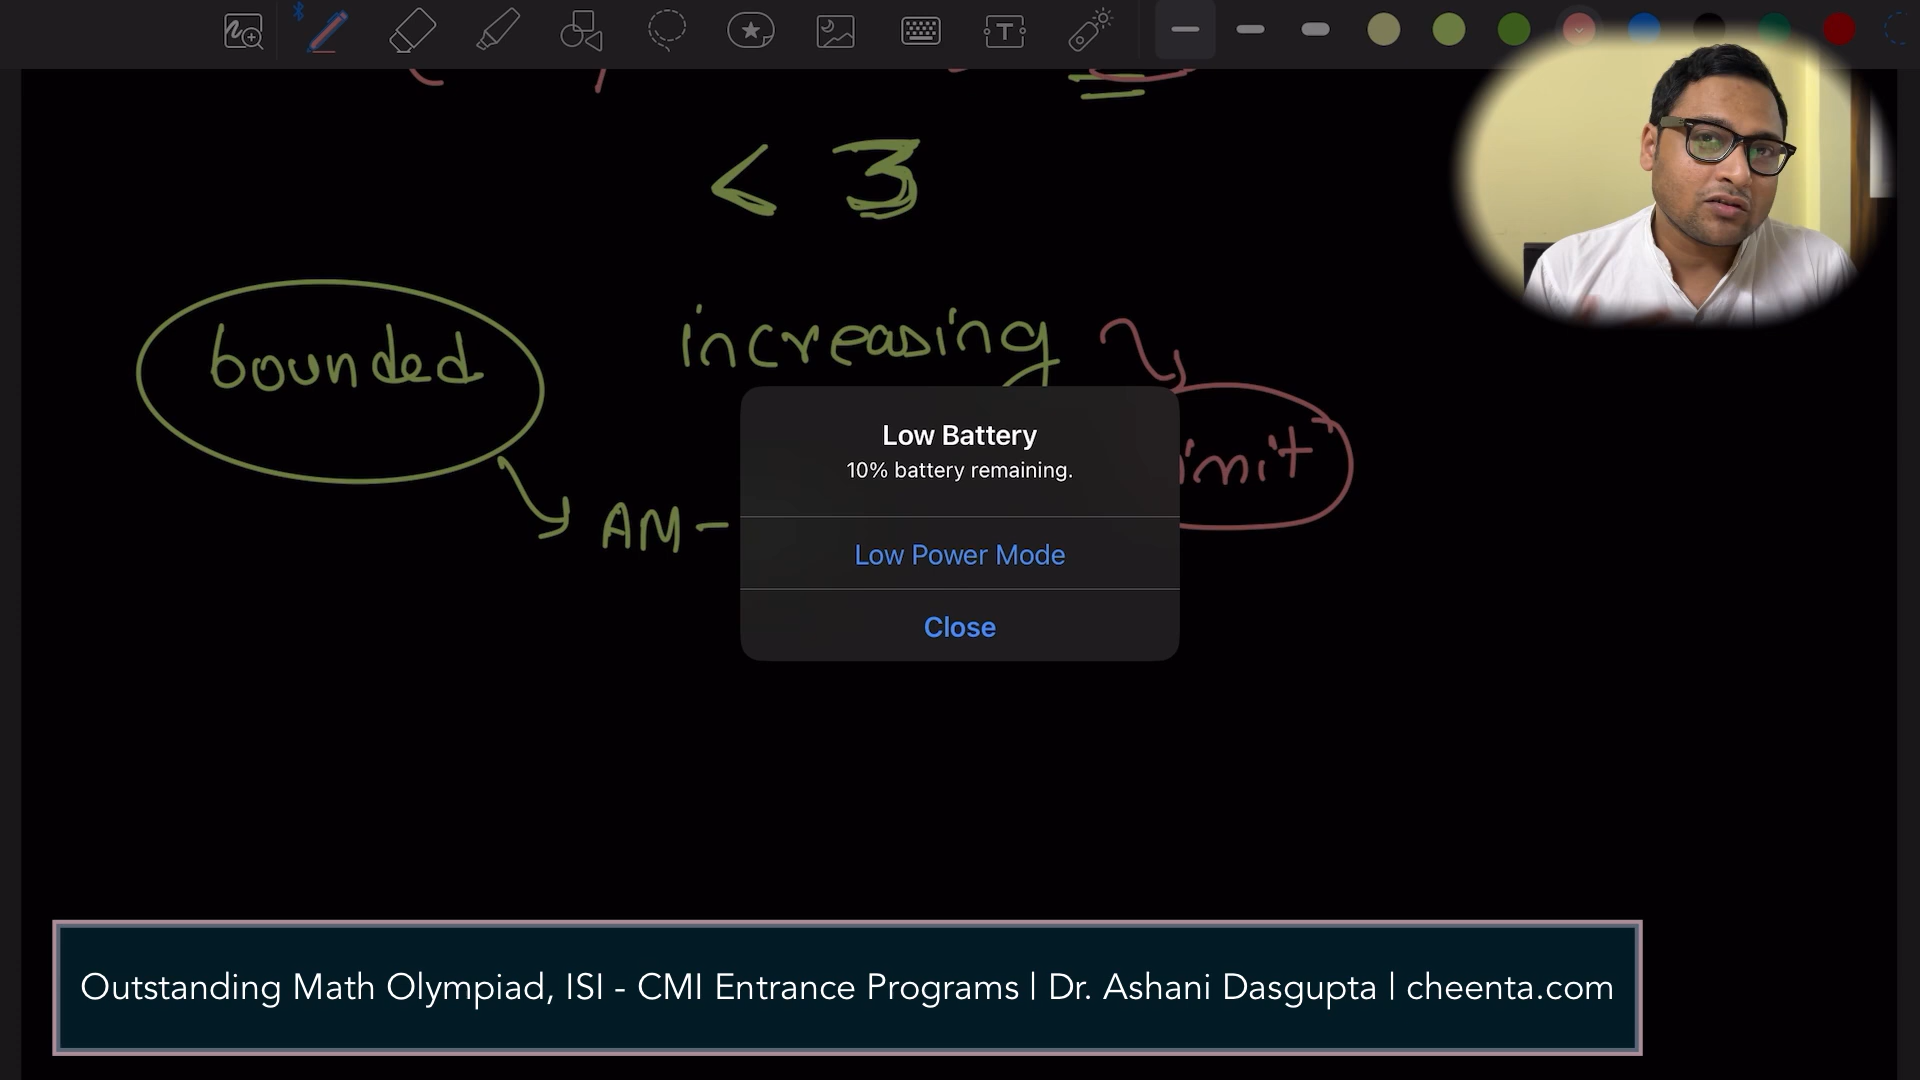 < 3
bounded
increasing
imit
AM -
Low Battery
10% battery remaining.
Low Power Mode
Close
Outstanding Math Olympiad, ISI - CMI Entrance Programs | Dr. Ashani Dasgupta | cheenta.com